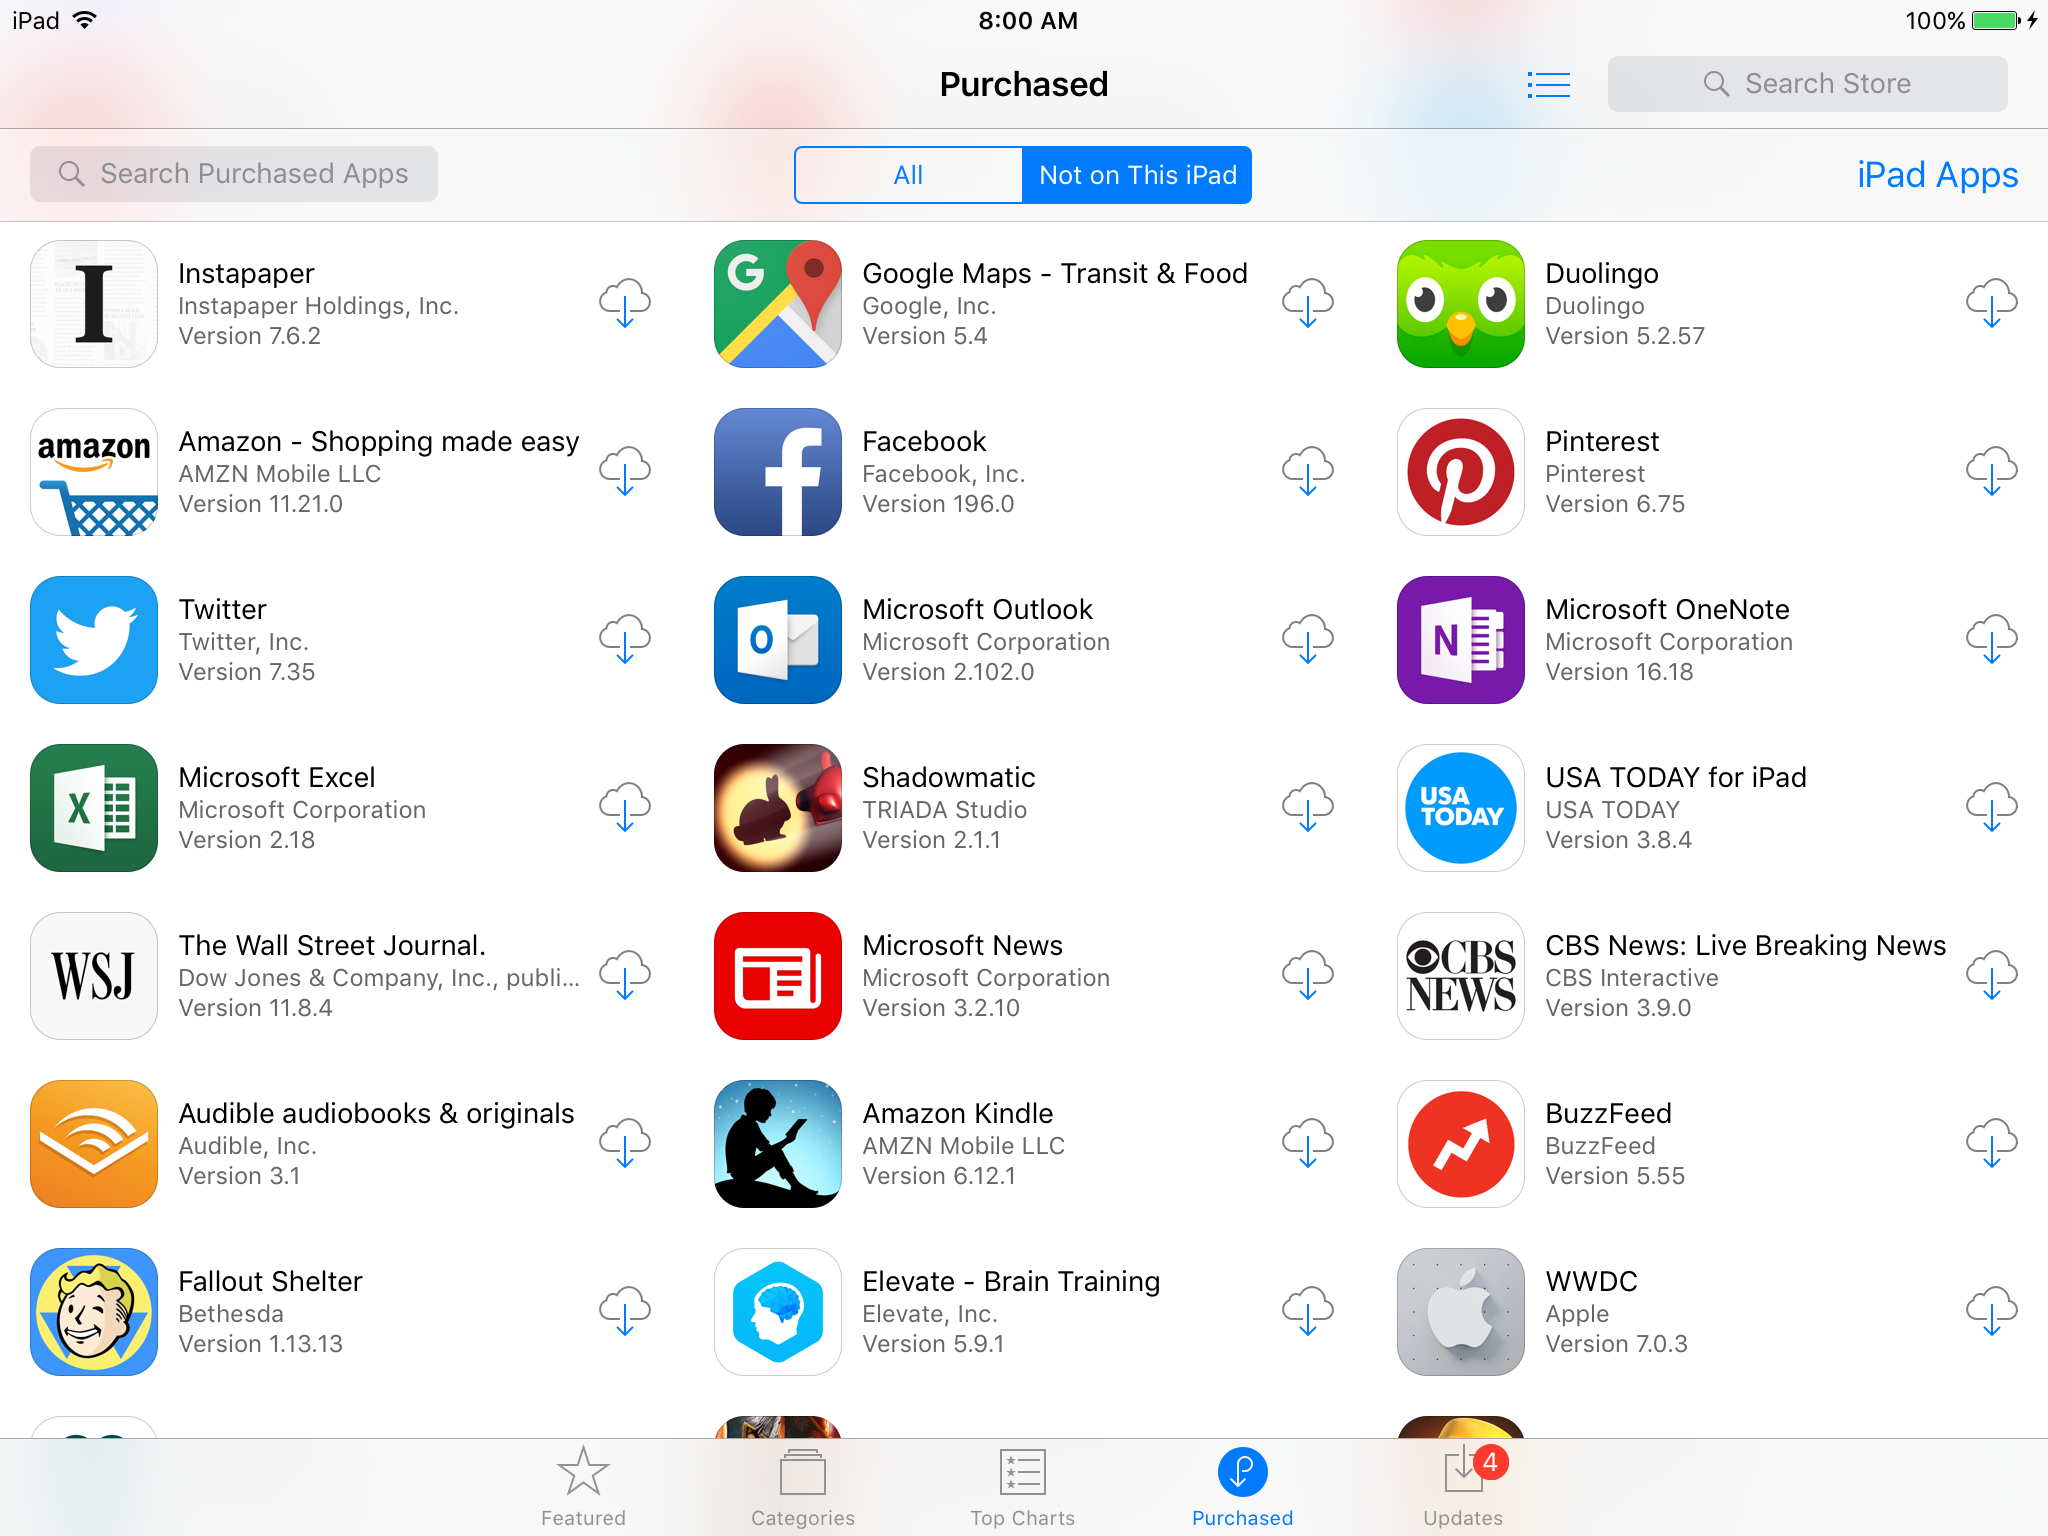 iPad 8:00 AM 100%
Purchased Search Store
Search Purchased Apps All Not on This iPad iPad Apps
Instapaper
Instapaper Holdings, Inc.
Version 7.6.2
Google Maps - Transit & Food
Google, Inc.
Version 5.4
Duolingo
Duolingo
Version 5.2.57
amazon
Amazon - Shopping made easy
AMZN Mobile LLC
Version 11.21.0
Facebook
Facebook, Inc.
Version 196.0
Pinterest
Pinterest
Version 6.75
Twitter
Twitter, Inc.
Version 7.35
Microsoft Outlook
Microsoft Corporation
Version 2.102.0
Microsoft OneNote
Microsoft Corporation
Version 16.18
Microsoft Excel
Microsoft Corporation
Version 2.18
Shadowmatic
TRIADA Studio
Version 2.1.1
USA
TODAY
USA TODAY for iPad
USA TODAY
Version 3.8.4
WSJ
The Wall Street Journal.
Dow Jones & Company, Inc., publi...
Version 11.8.4
Microsoft News
Microsoft Corporation
Version 3.2.10
CBS
NEWS
CBS News: Live Breaking News
CBS Interactive
Version 3.9.0
Audible audiobooks & originals
Audible, Inc.
Version 3.1
Amazon Kindle
AMZN Mobile LLC
Version 6.12.1
BuzzFeed
BuzzFeed
Version 5.55
Fallout Shelter
Bethesda
Version 1.13.13
Elevate - Brain Training
Elevate, Inc.
Version 5.9.1
WWDC
Apple
Version 7.0.3
4
Featured Categories Top Charts Purchased Updates